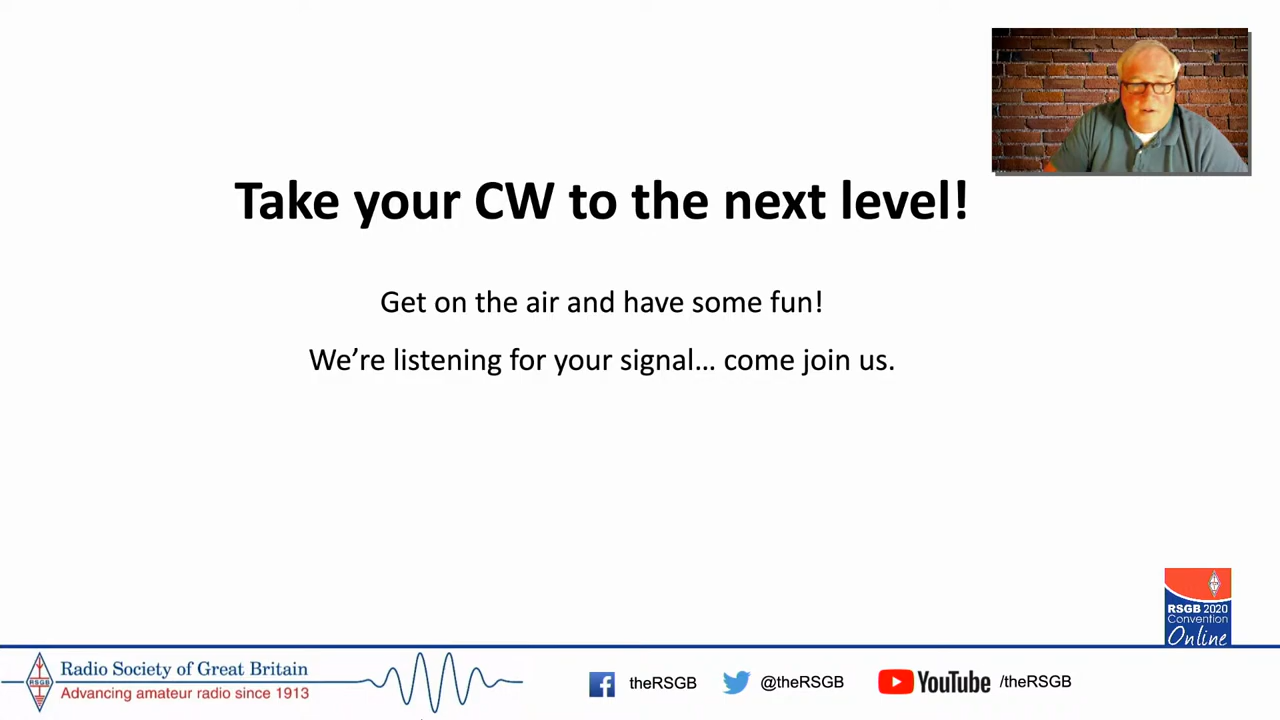 Take your CW to the next level!
Get on the air and have some fun!
We’re listening for your signal… come join us.
RSGB 2020
Convention
Online
RSGB
Radio Society of Great Britain
Advancing amateur radio since 1913
theRSGB
@theRSGB
YouTube /theRSGB